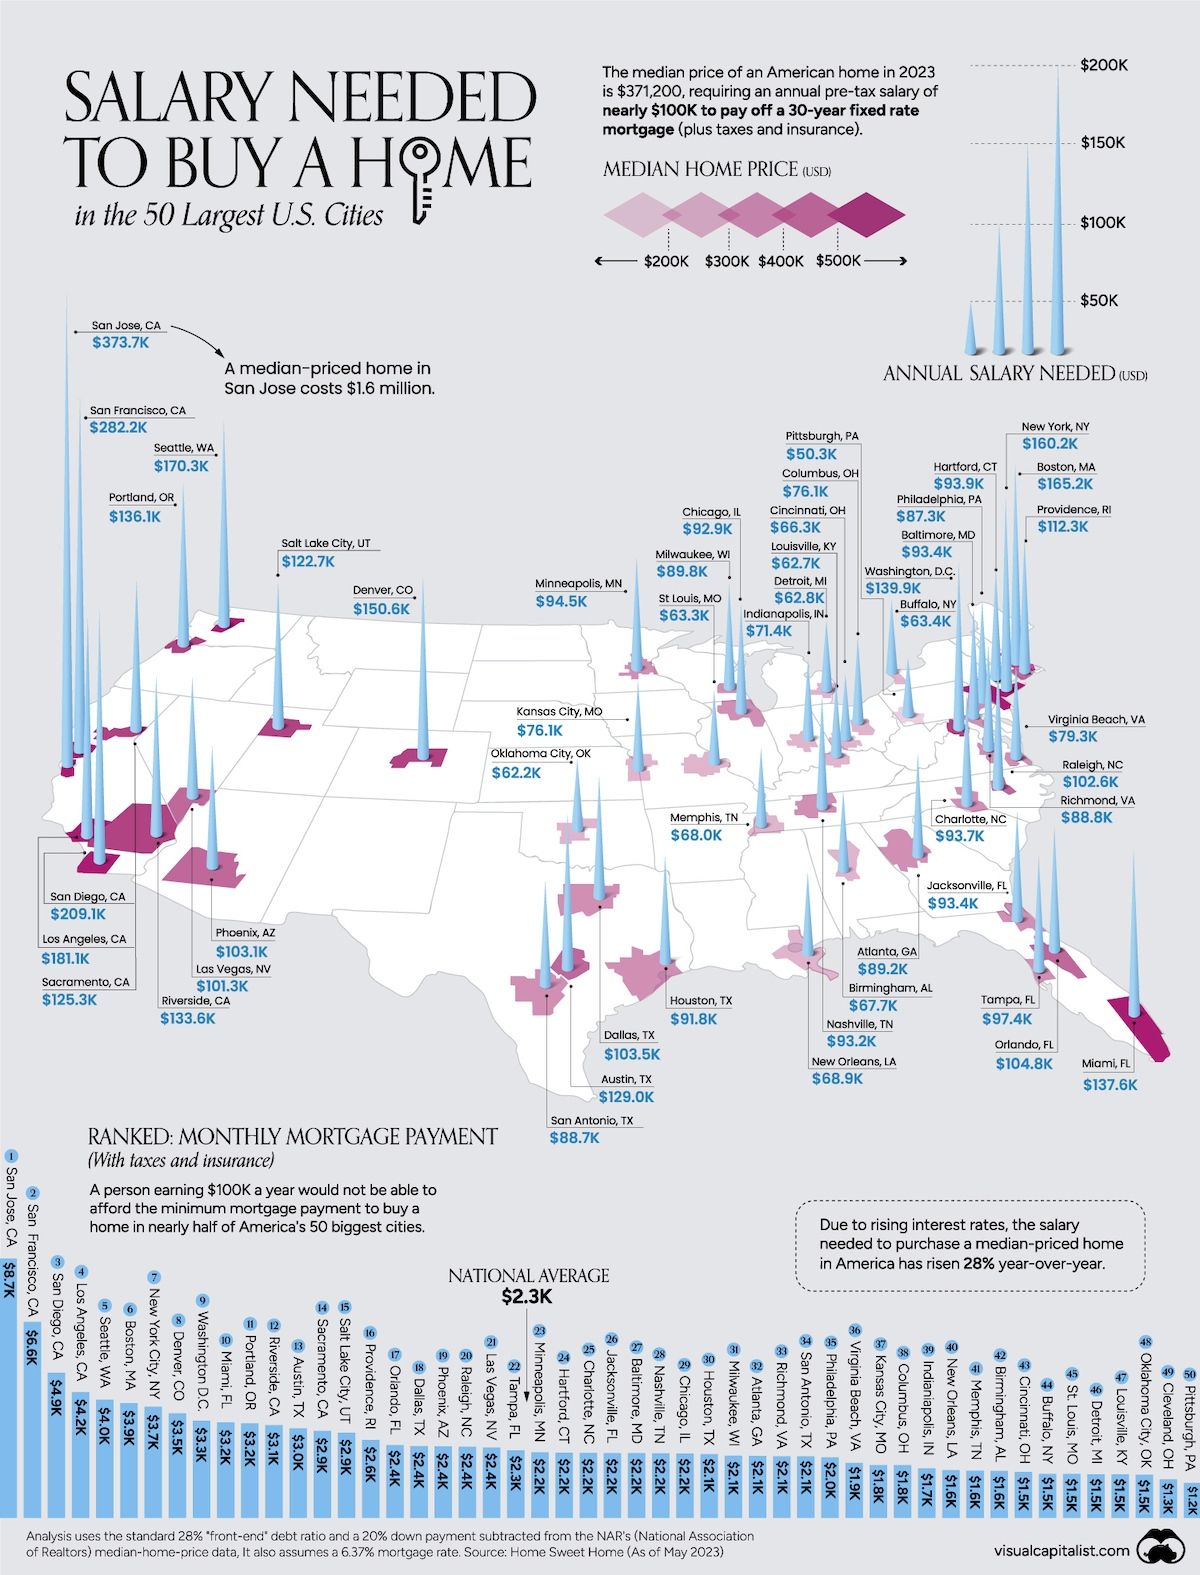 SALARY NEEDED
TO BUY A HOME
in the 50 Largest U.S. Cities
The median price of an American home in 2023
is $371,200, requiring an annual pre-tax salary of
nearly $100K to pay off a 30-year fixed rate
mortgage (plus taxes and insurance).
MEDIAN HOME PRICE (USD)
$200K $300K $400K $500K
$200K
$150K
$100K
$50K
ANNUAL SALARY NEEDED (USD)
San Jose, CA
$373.7K
A median-priced home in
San Jose costs $1.6 million.
San Francisco, CA
$282.2K
Seattle, WA
$170.3K
Portland, OR
$136.1K
Salt Lake City, UT
$122.7K
Denver, CO
$150.6K
Minneapolis, MN
$94.5K
Chicago, IL
$92.9K
Milwaukee, WI
$89.8K
St Louis, MO
$63.3K
Pittsburgh, PA
$50.3K
Columbus, OH
$76.1K
Cincinnati, OH
$66.3K
Louisville, KY
$62.7K
Detroit, MI
$62.8K
Indianapolis, IN
$71.4K
New York, NY
$160.2K
Hartford, CT
$93.9K
Boston, MA
$165.2K
Philadelphia, PA
$87.3K
Providence, RI
$112.3K
Baltimore, MD
$93.4K
Washington, D.C.
$139.9K
Buffalo, NY
$63.4K
Kansas City, MO
$76.1K
Oklahoma City, OK
$62.2K
Memphis, TN
$68.0K
Virginia Beach, VA
$79.3K
Raleigh, NC
$102.6K
Richmond, VA
$88.8K
Charlotte, NC
$93.7K
Jacksonville, FL
$93.4K
San Diego, CA
$209.1K
Los Angeles, CA
$181.1K
Sacramento, CA
$125.3K
Phoenix, AZ
$103.1K
Las Vegas, NV
$101.3K
Riverside, CA
$133.6K
Atlanta, GA
$89.2K
Birmingham, AL
$67.7K
Nashville, TN
$93.2K
New Orleans, LA
$68.9K
Houston, TX
$91.8K
Dallas, TX
$103.5K
Austin, TX
$129.0K
San Antonio, TX
$88.7K
Tampa, FL
$97.4K
Orlando, FL
$104.8K
Miami, FL
$137.6K
RANKED: MONTHLY MORTGAGE PAYMENT
(With taxes and insurance)
A person earning $100K a year would not be able to
afford the minimum mortgage payment to buy a
home in nearly half of America's 50 biggest cities.
Due to rising interest rates, the salary
needed to purchase a median-priced home
in America has risen 28% year-over-year.
NATIONAL AVERAGE
$2.3K
1 San Jose, CA $8.7K
2 San Francisco, CA $6.6K
3 San Diego, CA $4.9K
4 Los Angeles, CA $4.2K
5 Seattle, WA $4.0K
6 Boston, MA $3.9K
7 New York City, NY $3.7K
8 Denver, CO $3.5K
9 Washington D.C. $3.3K
10 Miami, FL $3.2K
11 Portland, OR $3.2K
12 Riverside, CA $3.1K
13 Austin, TX $3.0K
14 Sacramento, CA $2.9K
15 Salt Lake City, UT $2.9K
16 Providence, RI $2.6K
17 Orlando, FL $2.4K
18 Dallas, TX $2.4K
19 Phoenix, AZ $2.4K
20 Raleigh, NC $2.4K
21 Las Vegas, NV $2.4K
22 Tampa, FL $2.3K
23 Minneapolis, MN $2.2K
24 Hartford, CT $2.2K
25 Charlotte, NC $2.2K
26 Jacksonville, FL $2.2K
27 Baltimore, MD $2.2K
28 Nashville, TN $2.2K
29 Chicago, IL $2.2K
30 Houston, TX $2.1K
31 Milwaukee, WI $2.1K
32 Atlanta, GA $2.1K
33 Richmond, VA $2.1K
34 San Antonio, TX $2.1K
35 Philadelphia, PA $2.0K
36 Virginia Beach, VA $1.9K
37 Kansas City, MO $1.8K
38 Columbus, OH $1.8K
39 Indianapolis, IN $1.7K
40 New Orleans, LA $1.6K
41 Memphis, TN $1.6K
42 Birmingham, AL $1.6K
43 Cincinnati, OH $1.5K
44 Buffalo, NY $1.5K
45 St Louis, MO $1.5K
46 Detroit, MI $1.5K
47 Louisville, KY $1.5K
48 Oklahoma City, OK $1.5K
49 Cleveland, OH $1.3K
50 Pittsburgh, PA $1.2K
Analysis uses the standard 28% "front-end" debt ratio and a 20% down payment subtracted from the NAR's (National Association
of Realtors) median-home-price data, It also assumes a 6.37% mortgage rate. Source: Home Sweet Home (As of May 2023)
visualcapitalist.com